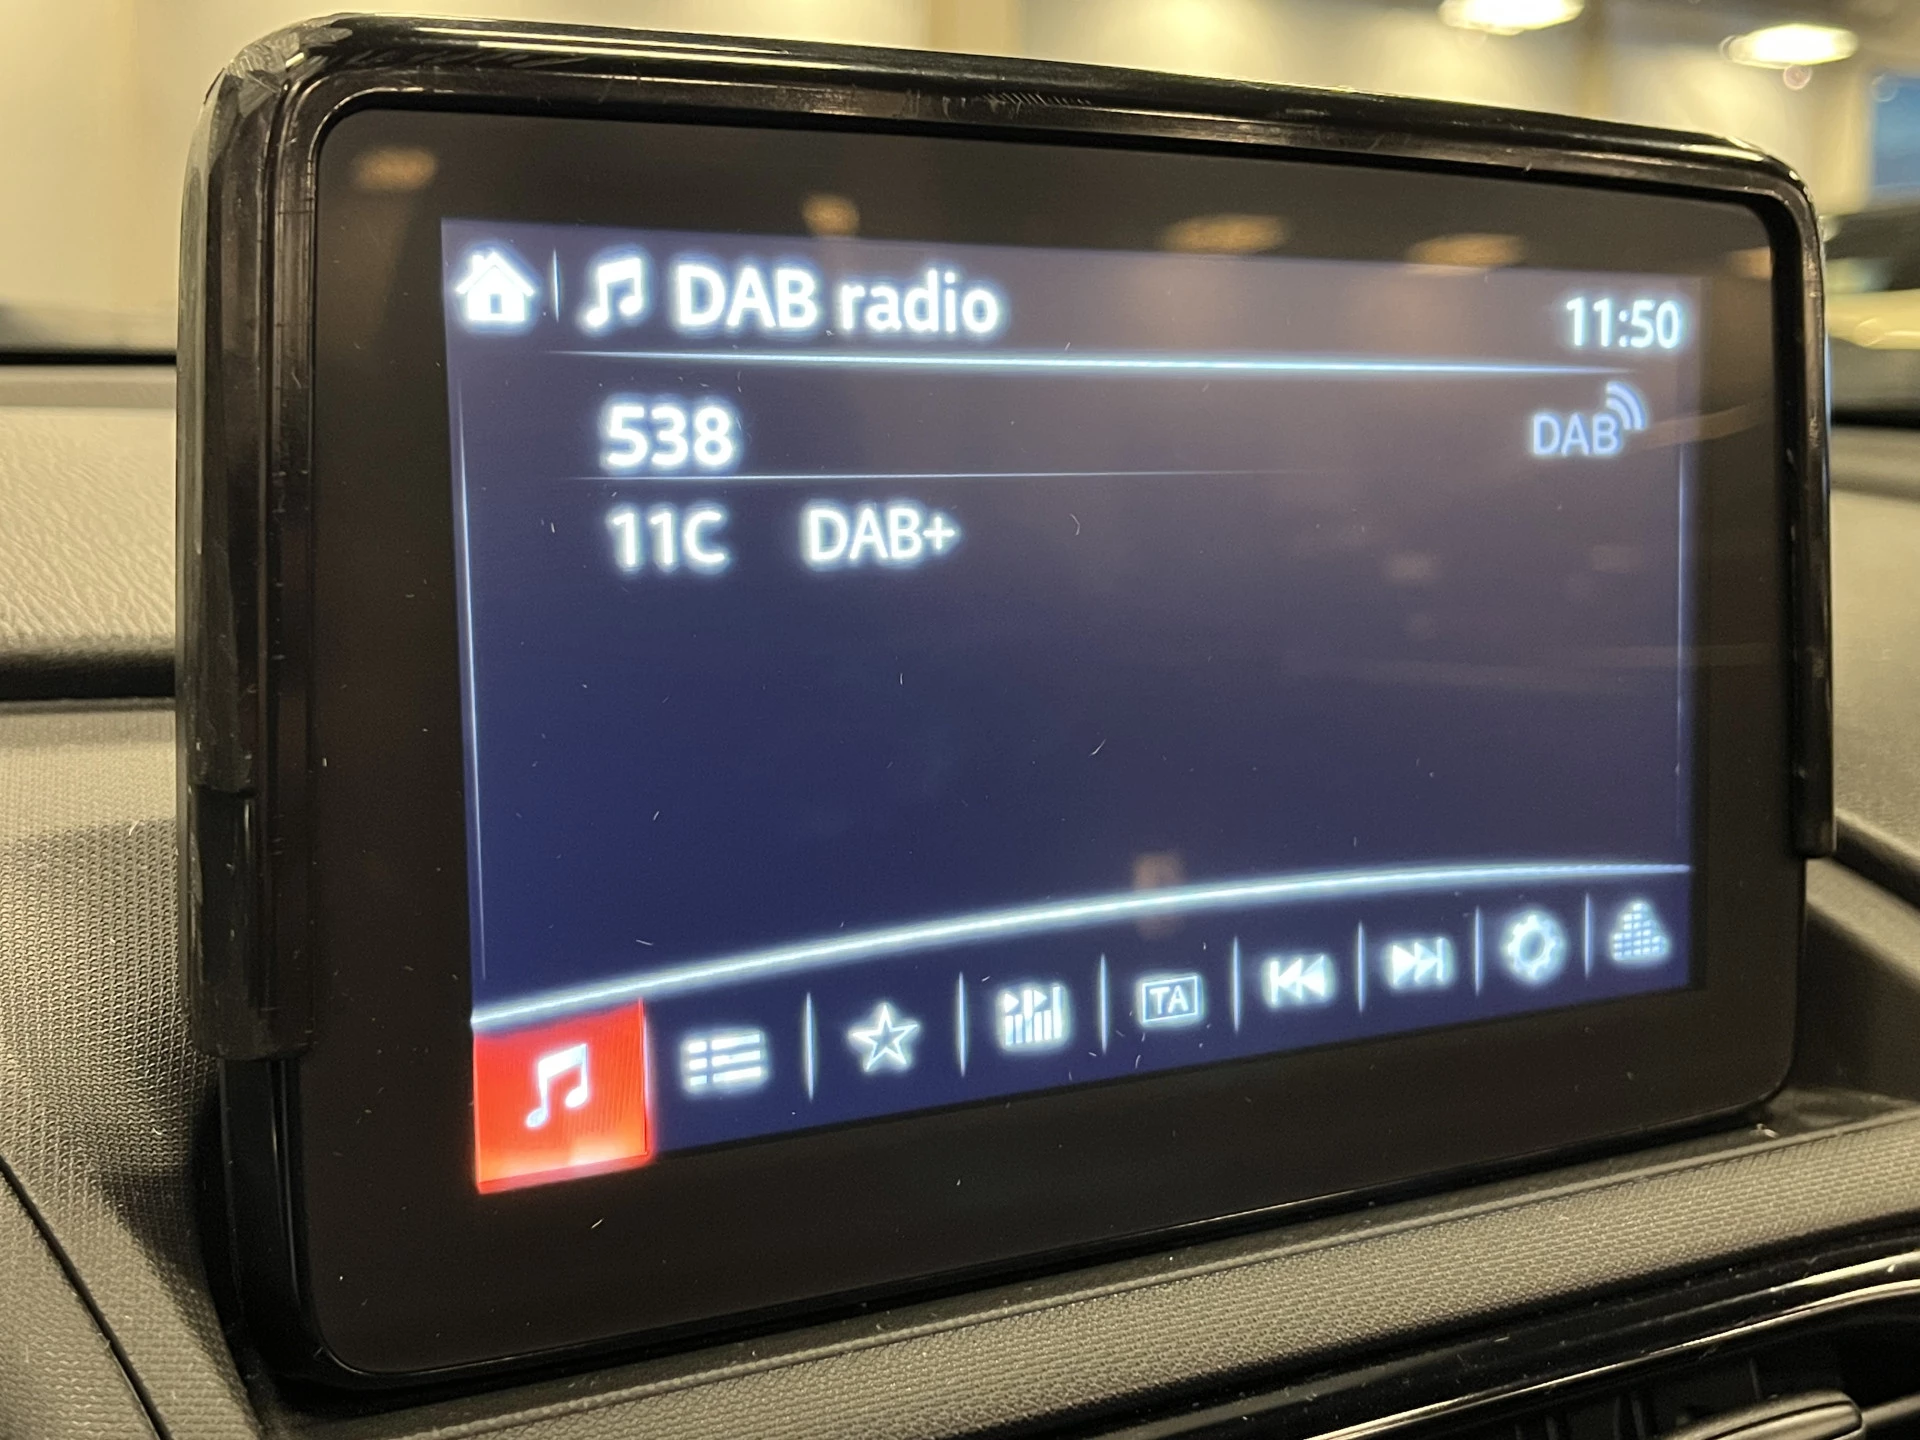 DAB radio
11:50
538
DAB
11C DAB+
TA